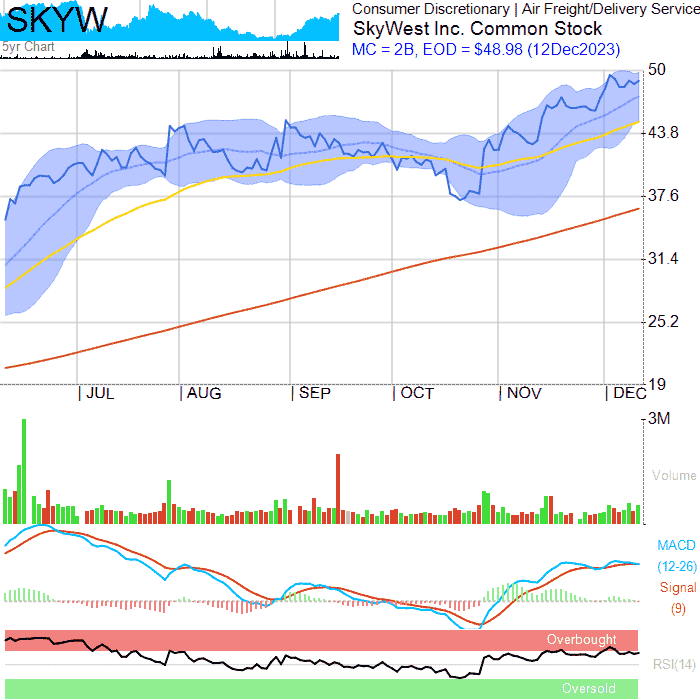 SKYW
5yr Chart
Consumer Discretionary | Air Freight/Delivery Service
SkyWest Inc. Common Stock
MC = 2B, EOD = $48.98 (12Dec2023)
50
43.8
37.6
31.4
25.2
19
| JUL | AUG | SEP | OCT | NOV | DEC
3M
Volume
MACD
(12-26)
Signal
(9)
Overbought
RSI(14)
Oversold